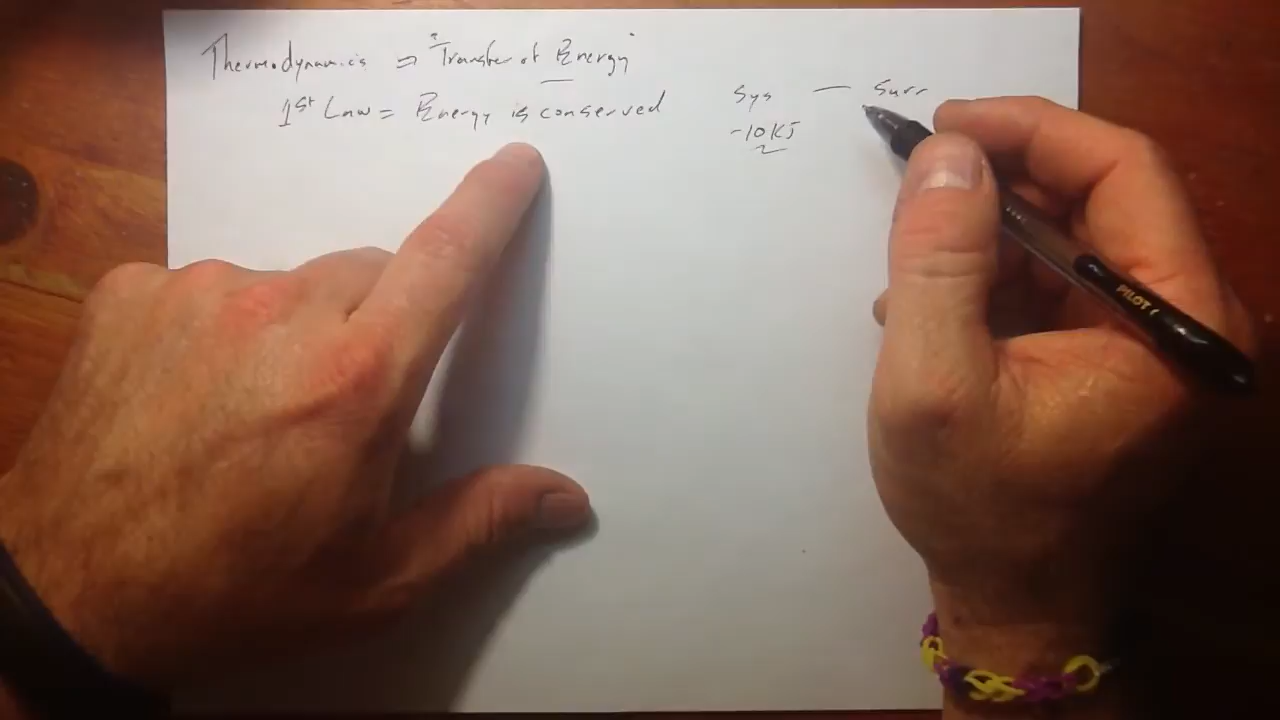 Thermodynamics => "Transfer of Energy"
1st Law = Energy is conserved
Sys — Surr
-10KJ
PILOT